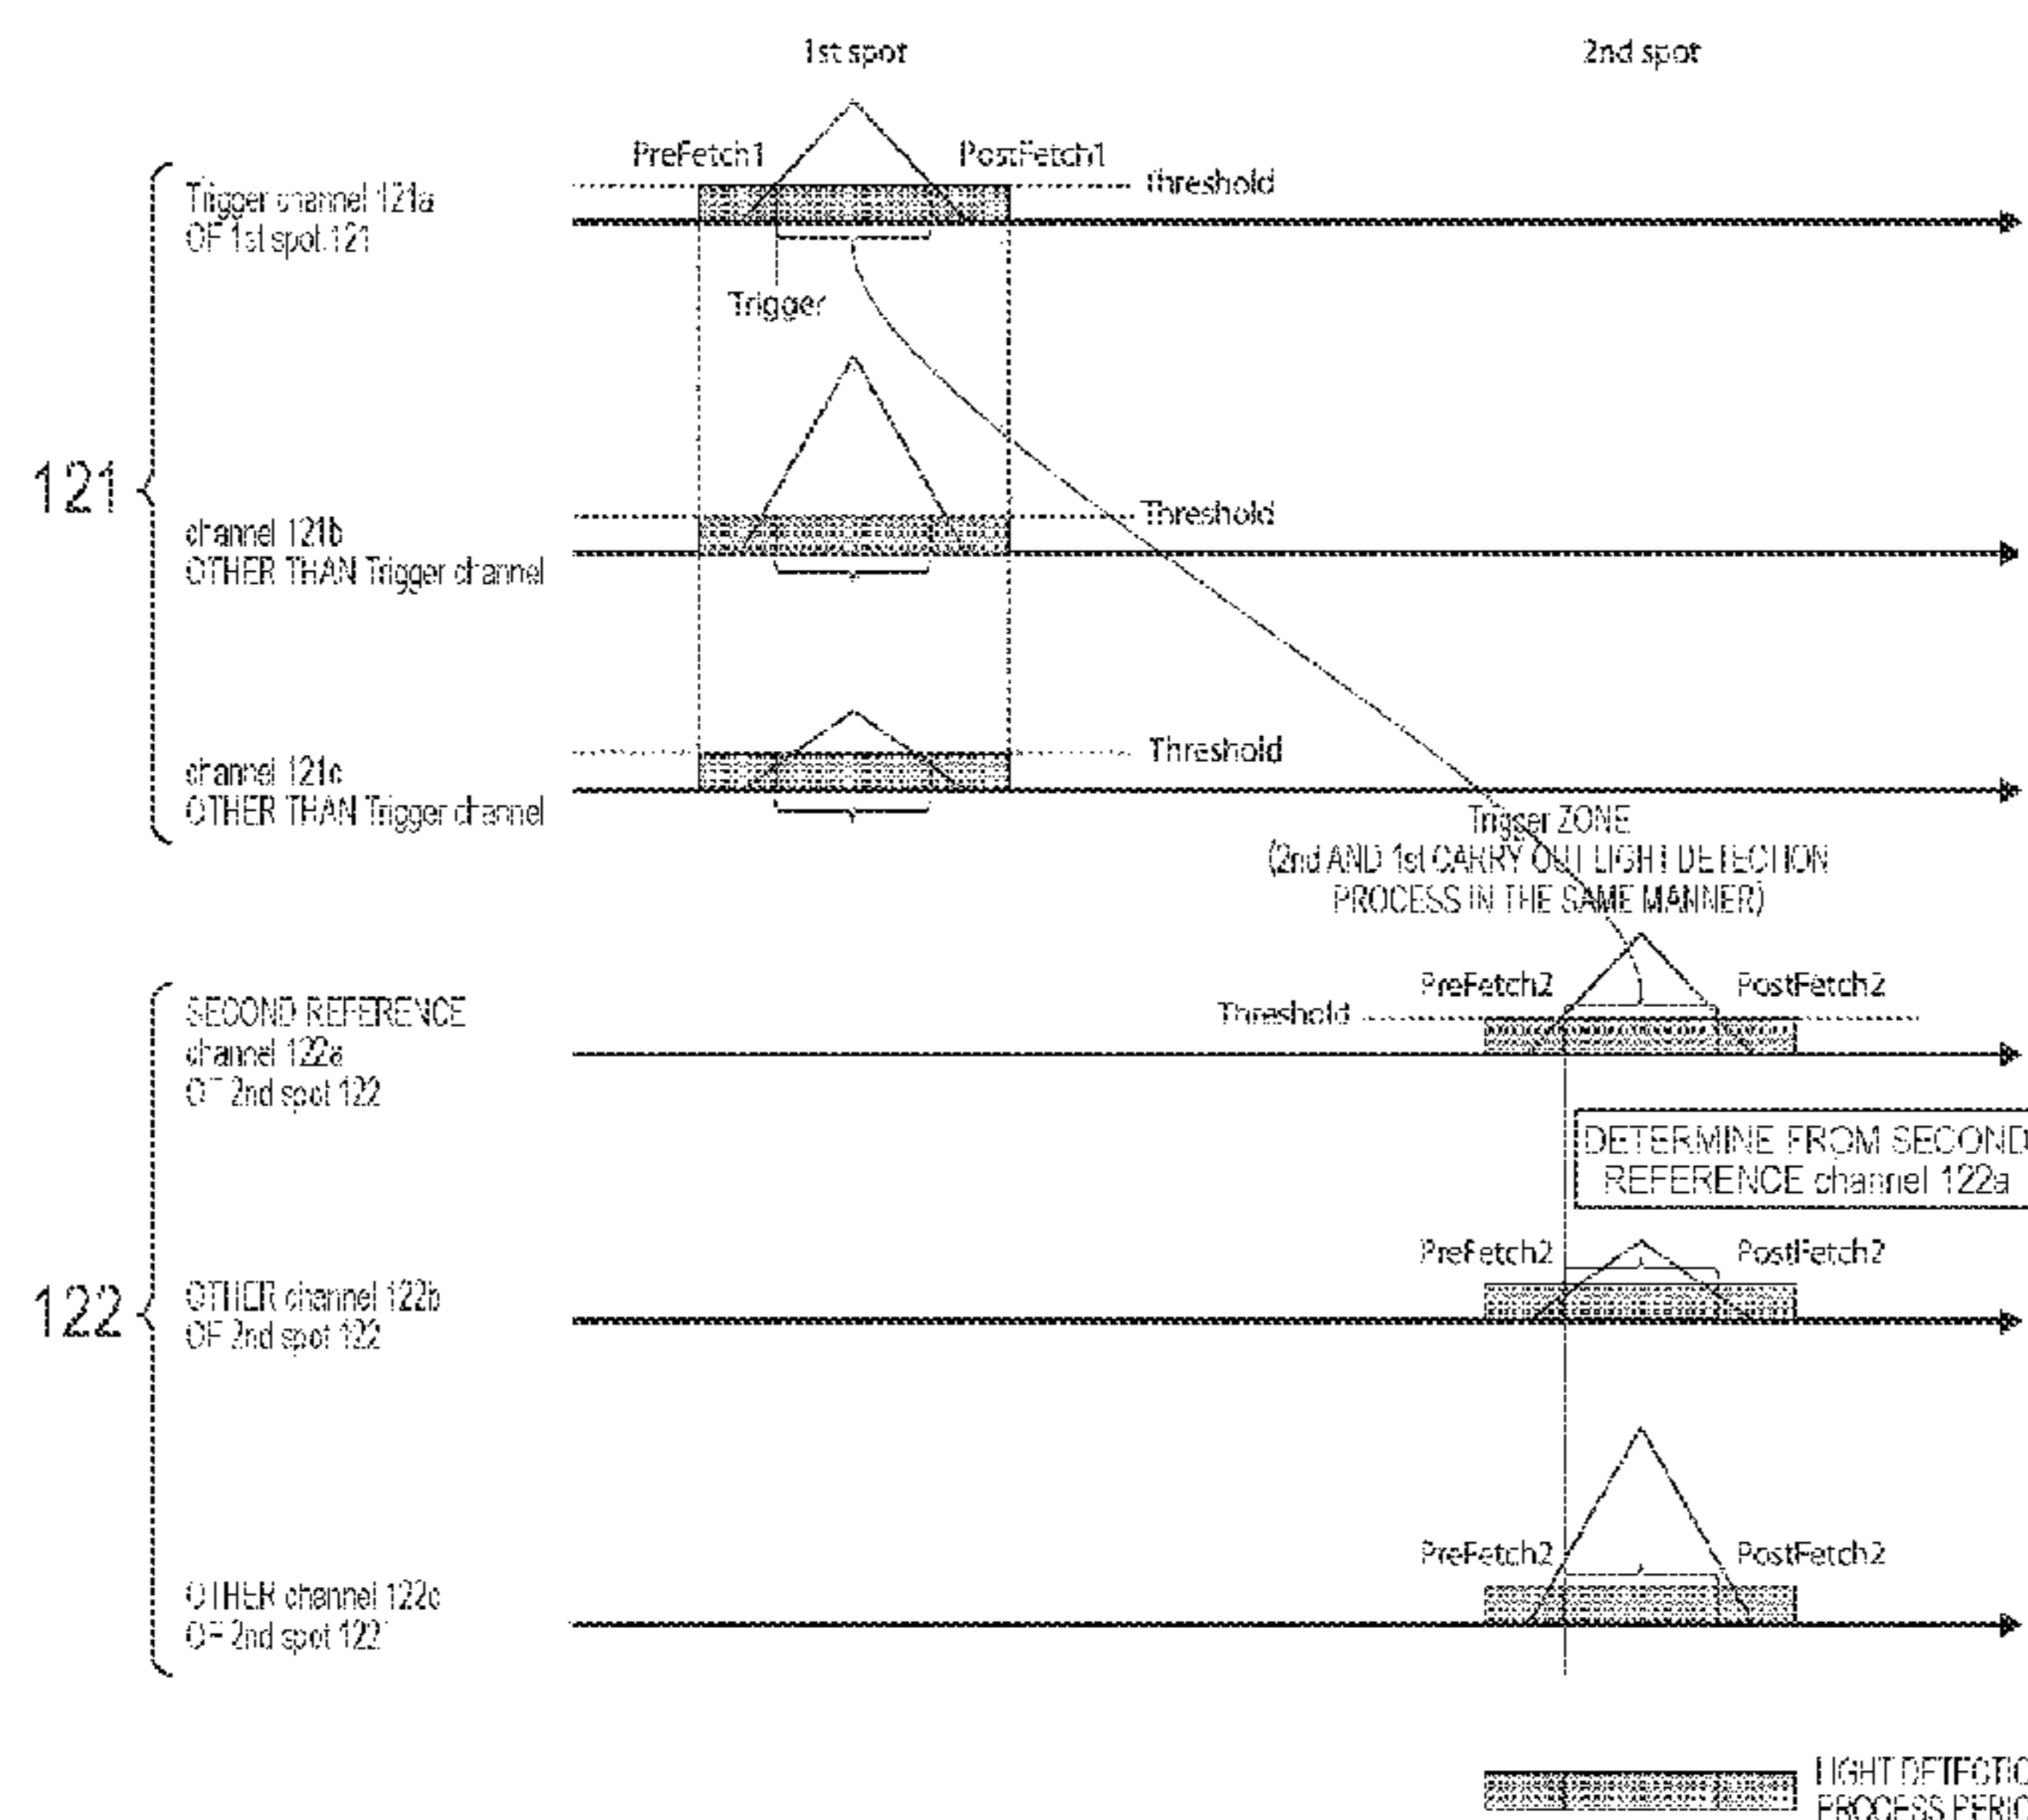 1st spot
2nd spot
PreFetch1
PostFetch1
Threshold
Trigger channel 121a
OF 1st spot 121
Trigger
121
Threshold
channel 121b
OTHER THAN Trigger channel
Threshold
channel 121c
OTHER THAN Trigger channel
Trigger ZONE
(2nd AND 1st CARRY OUT LIGHT DETECTION
PROCESS IN THE SAME MANNER)
PreFetch2
PostFetch2
Threshold
SECOND REFERENCE
channel 122a
OF 2nd spot 122
DETERMINE FROM SECOND
REFERENCE channel 122a
122
PreFetch2
PostFetch2
OTHER channel 122b
OF 2nd spot 122
PreFetch2
PostFetch2
OTHER channel 122c
OF 2nd spot 122
LIGHT DETECTIO
PROCESS PERIO